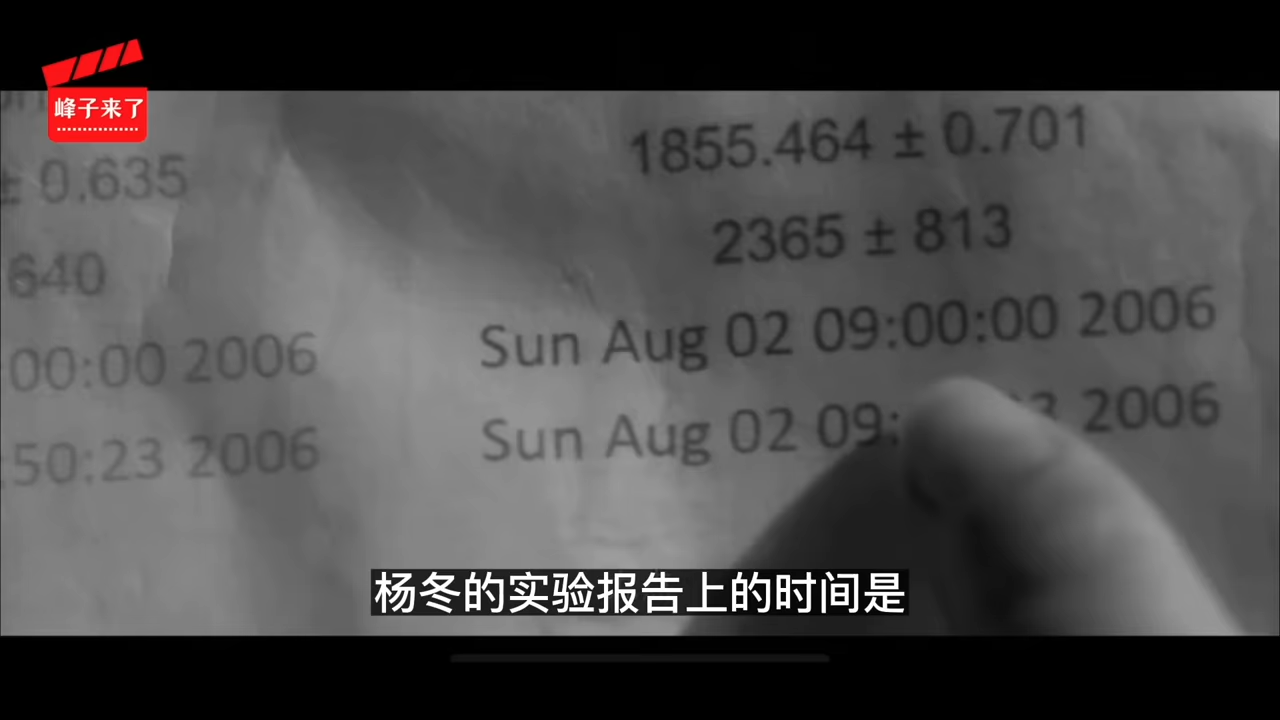 峰子来了
1855.464 ± 0.701
± 0.635
2365 ± 813
640
Sun Aug 02 09:00:00 2006
:00:00 2006
Sun Aug 02 09: 3 2006
:50:23 2006
杨冬的实验报告上的时间是